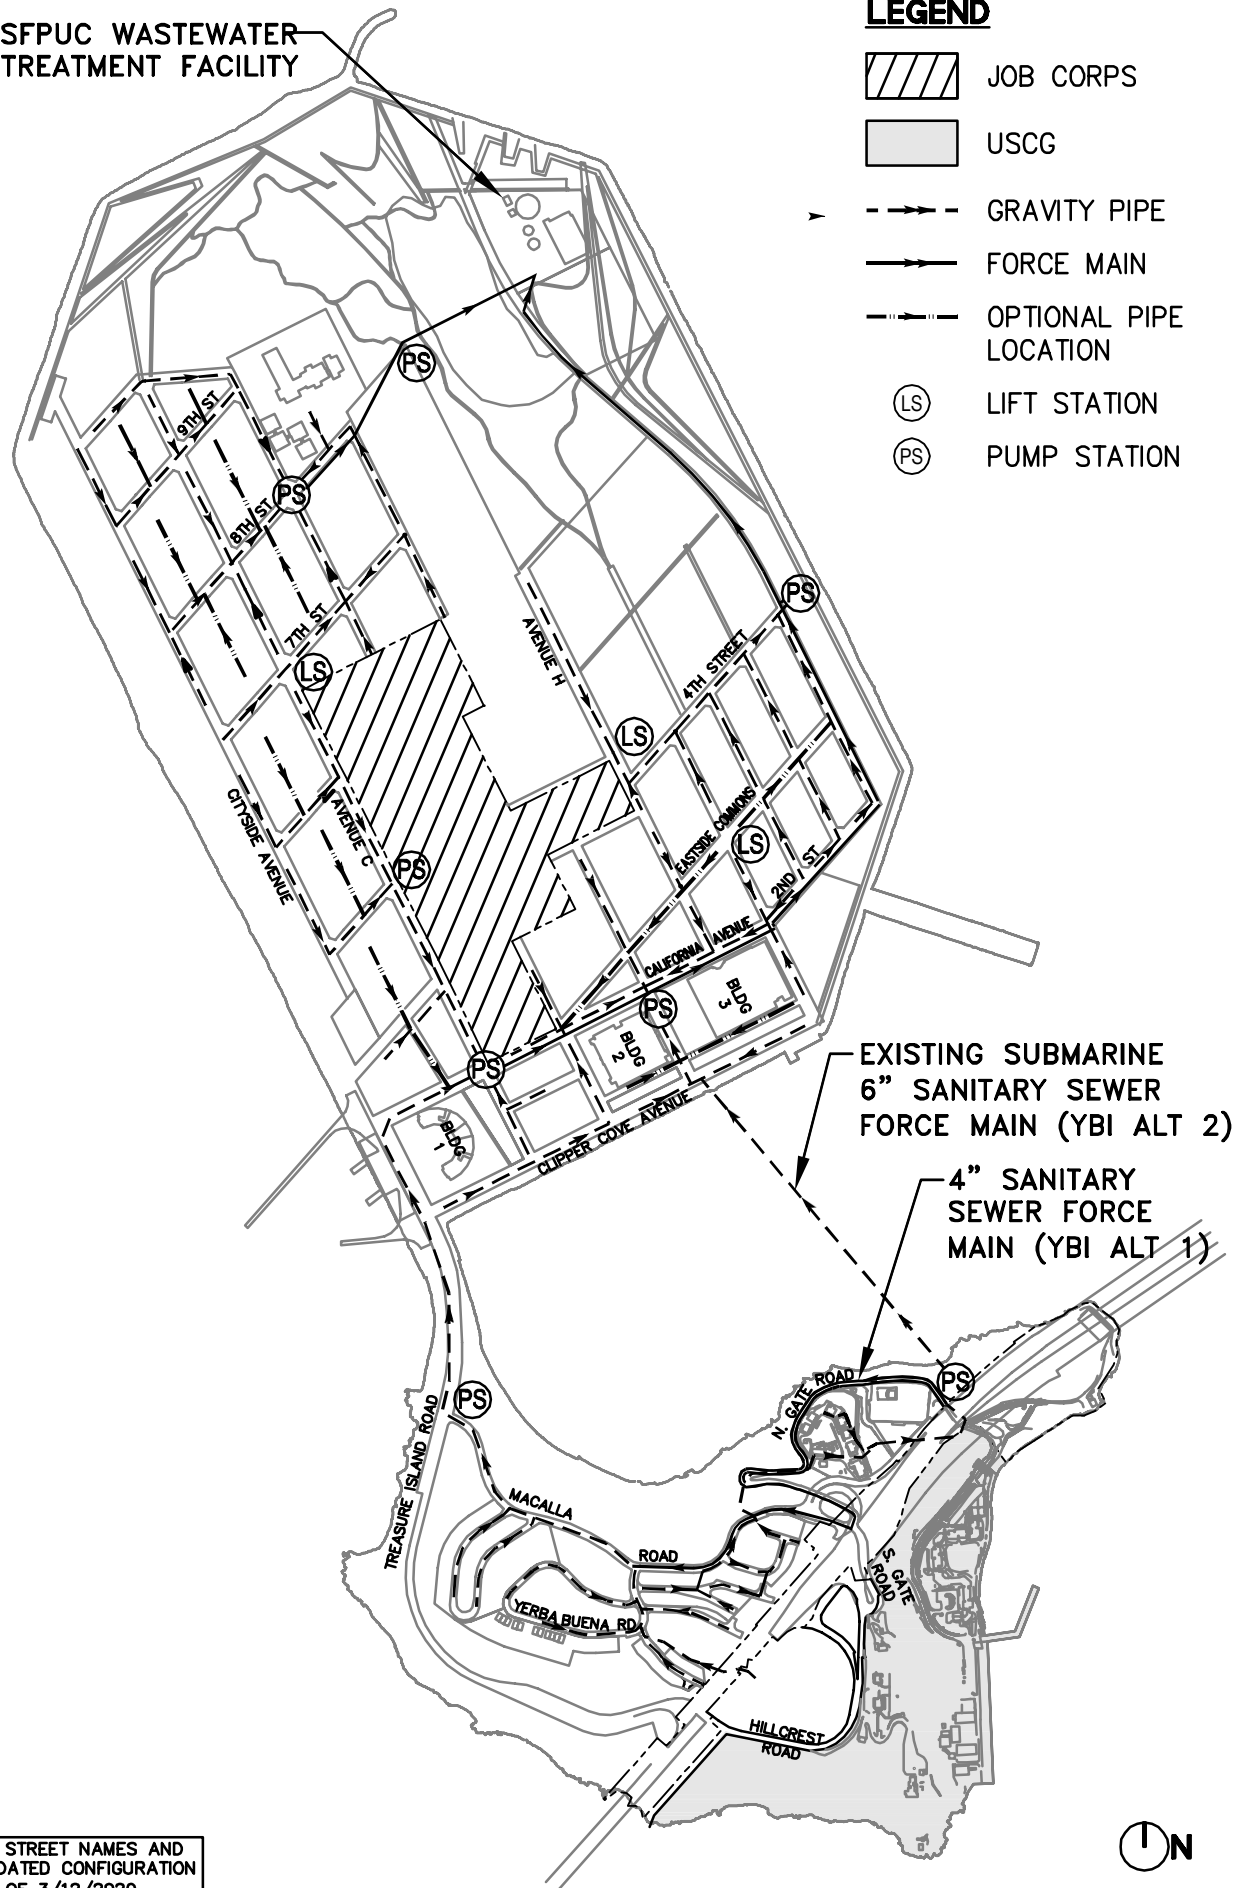 SFPUC WASTEWATER
TREATMENT FACILITY
LEGEND
JOB CORPS
USCG
GRAVITY PIPE
FORCE MAIN
OPTIONAL PIPE
LOCATION
LS
LIFT STATION
PS
PUMP STATION
PS
9TH ST
PS
8TH ST
PS
7TH ST
AVENUE H
4TH STREET
LS
LS
CITYSIDE AVENUE
AVENUE C
EASTSIDE COMMONS
LS
PS
2ND ST
CALIFORNIA AVENUE
BLDG
3
PS
BLDG
2
PS
BLDG
1
CLIPPER COVE AVENUE
EXISTING SUBMARINE
6" SANITARY SEWER
FORCE MAIN (YBI ALT 2)
4" SANITARY
SEWER FORCE
MAIN (YBI ALT 1)
PS
N. GATE ROAD
PS
TREASURE ISLAND ROAD
MACALLA
ROAD
S. GATE
ROAD
YERBA BUENA RD
HILLCREST
ROAD
N
STREET NAMES AND
DATED CONFIGURATION